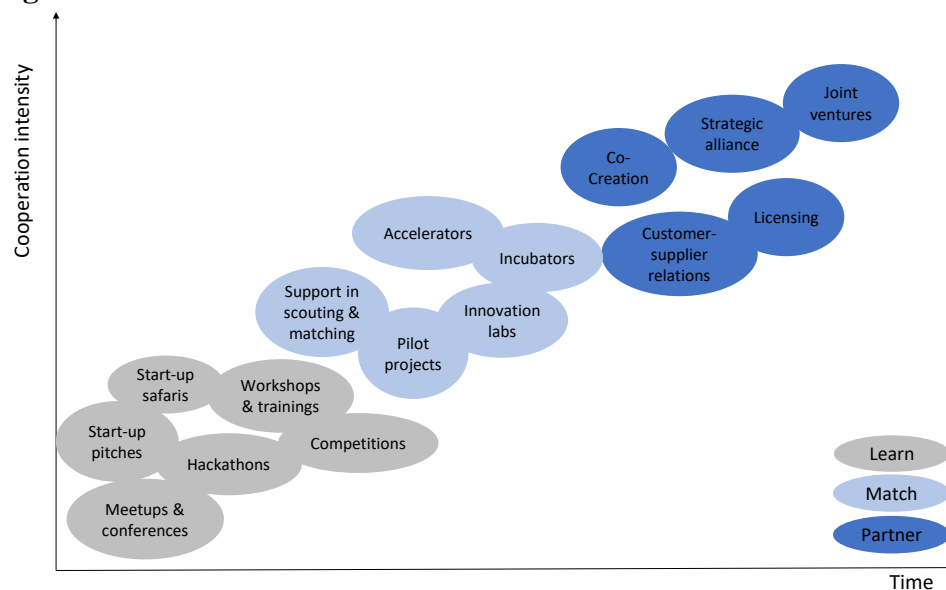 g
Cooperation intensity
Joint
ventures
Strategic
alliance
Co-
Creation
Licensing
Customer-
supplier
relations
Accelerators
Incubators
Support in
scouting &
matching
Innovation
labs
Pilot
projects
Start-up
safaris
Workshops
& trainings
Start-up
pitches
Hackathons
Competitions
Meetups &
conferences
Learn
Match
Partner
Time